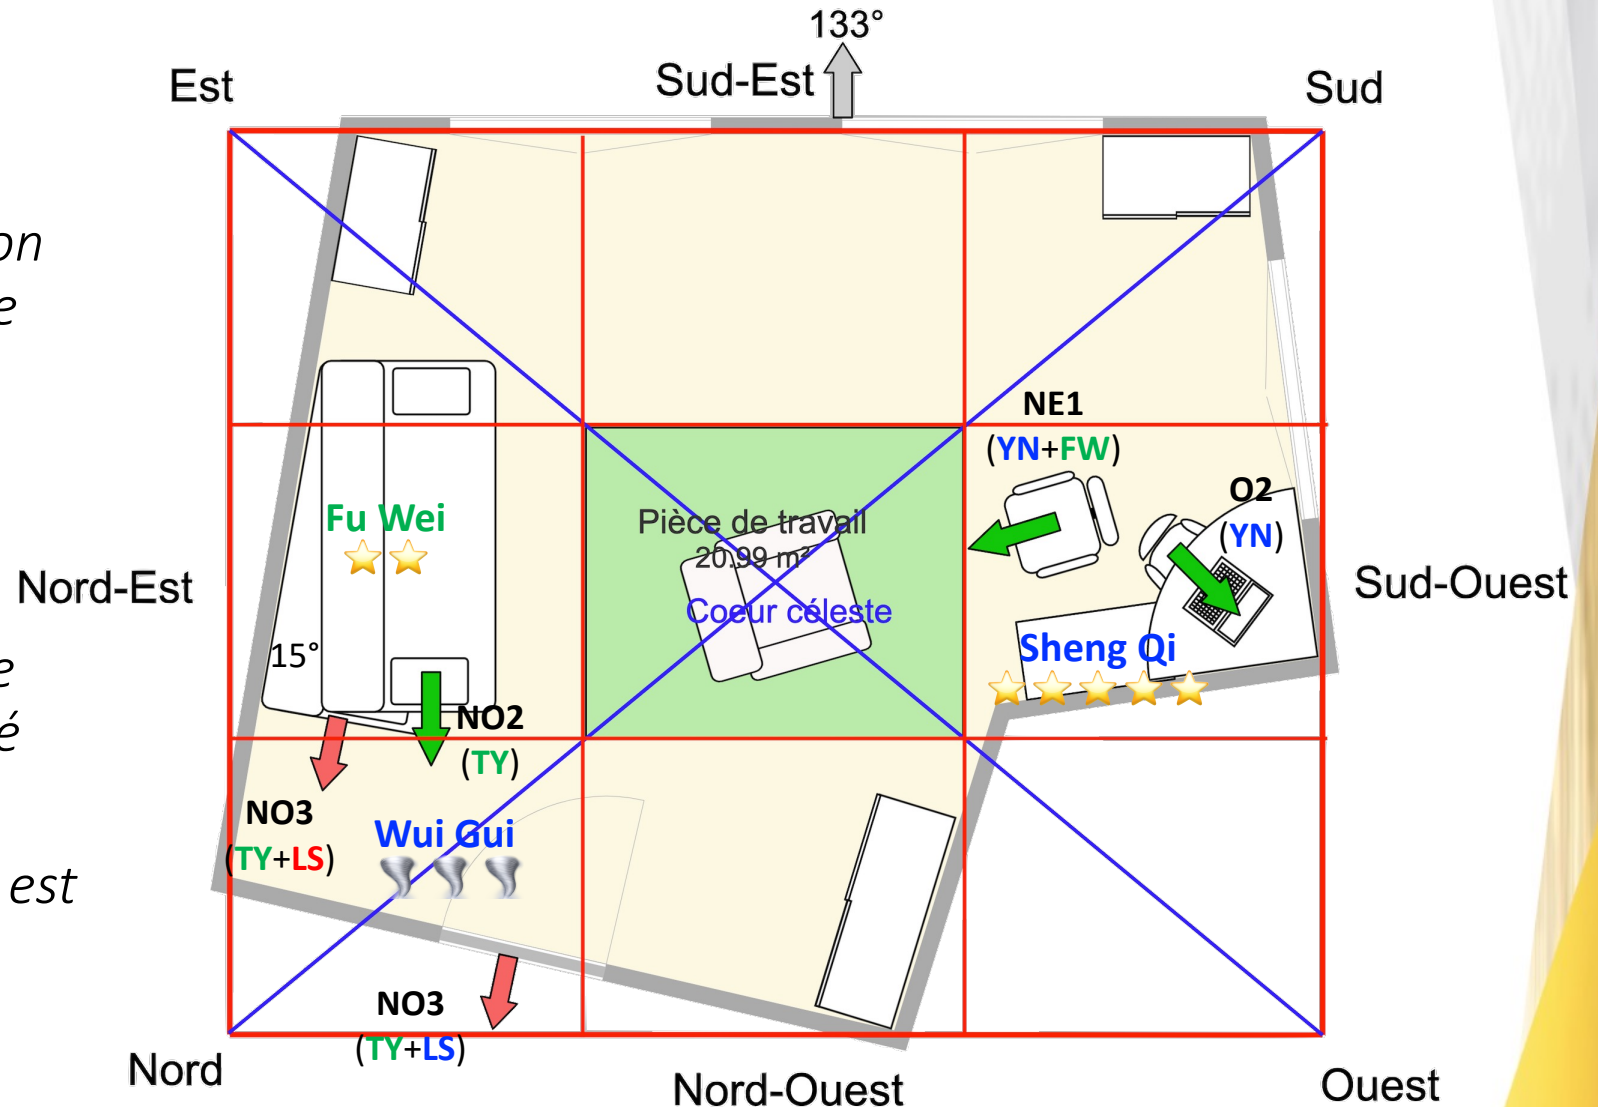 133°
Est
Sud-Est
Sud
on
e
NE1
(YN+FW)
O2
(YN)
Fu Wei
Pièce de travail
20.99 m²
Coeur céleste
Nord-Est
Sud-Ouest
15°
Sheng Qi
e
é
NO2
(TY)
NO3
(TY+LS)
Wui Gui
est
NO3
(TY+LS)
Nord
Nord-Ouest
Ouest